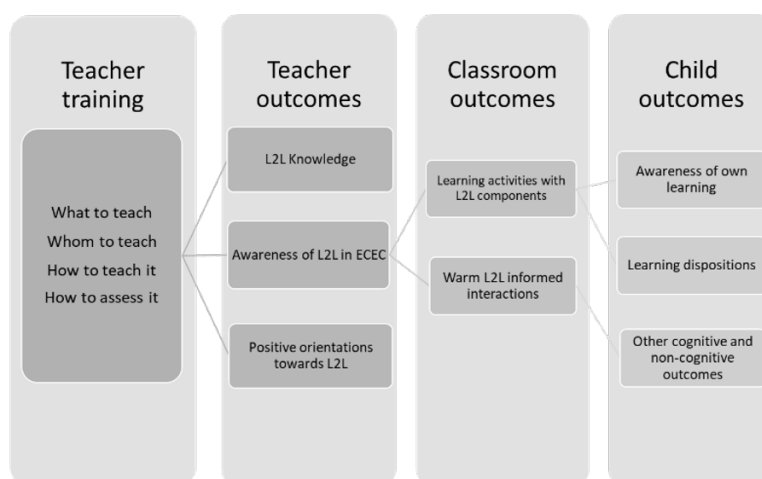 Teacher
training
What to teach
Whom to teach
How to teach it
How to assess it
Teacher
outcomes
L2L Knowledge
Awareness of L2L in ECEC
Positive orientations
towards L2L
Classroom
outcomes
Learning activities with
L2L components
Warm L2L informed
interactions
Child
outcomes
Awareness of own
learning
Learning dispositions
Other cognitive and
non-cognitive
outcomes